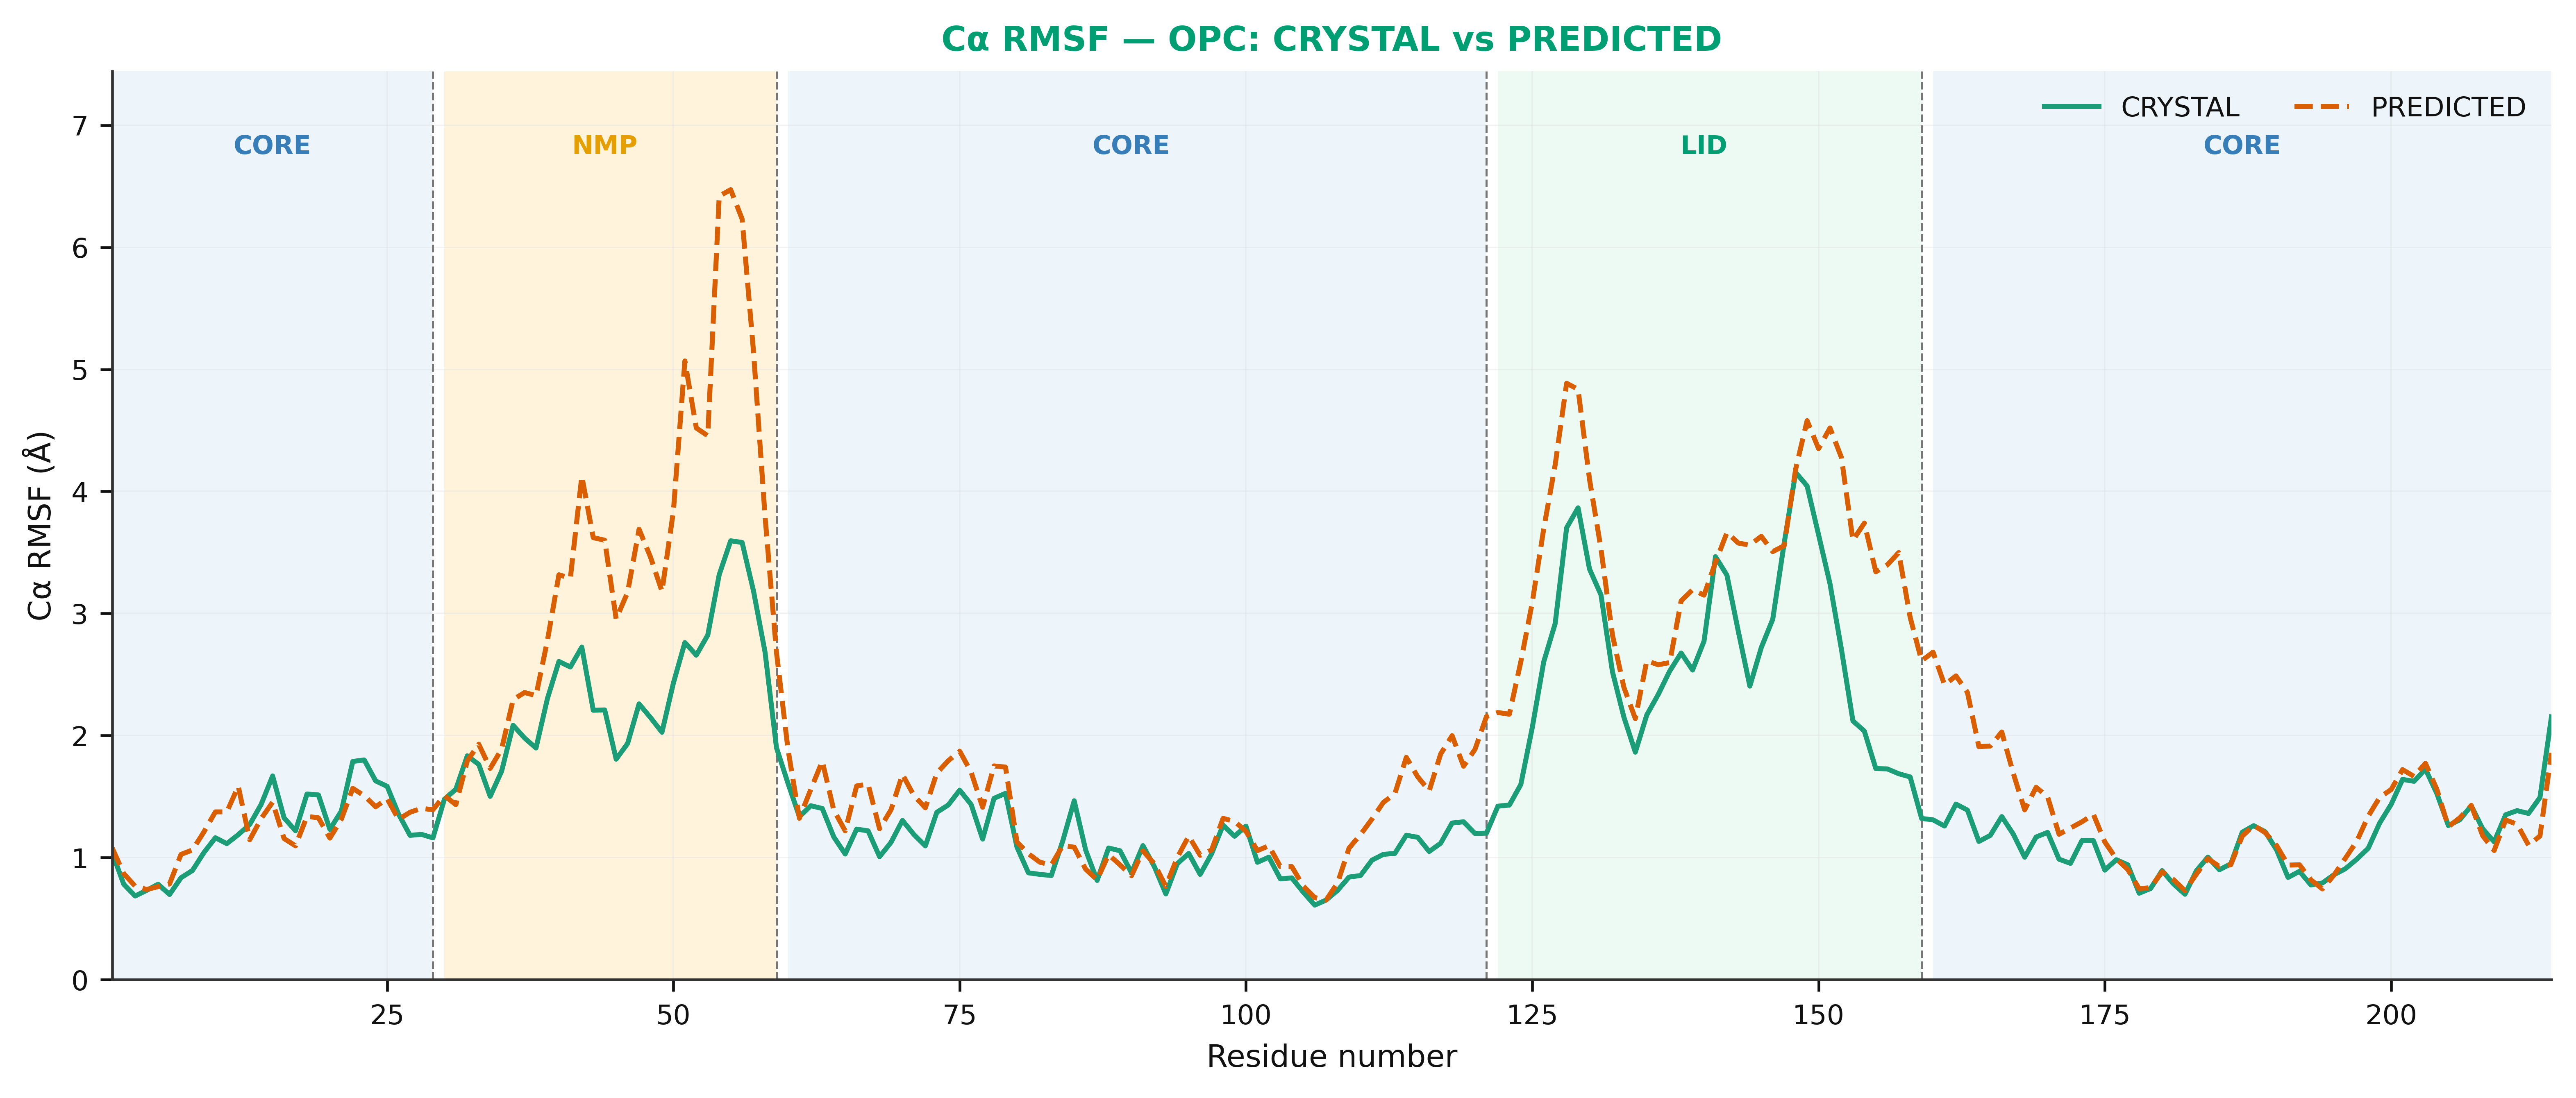 Cα RMSF — OPC: CRYSTAL vs PREDICTED
CRYSTAL PREDICTED
CORE NMP CORE LID CORE
Cα RMSF (Å)
7
6
5
4
3
2
1
0
25 50 75 100 125 150 175 200
Residue number